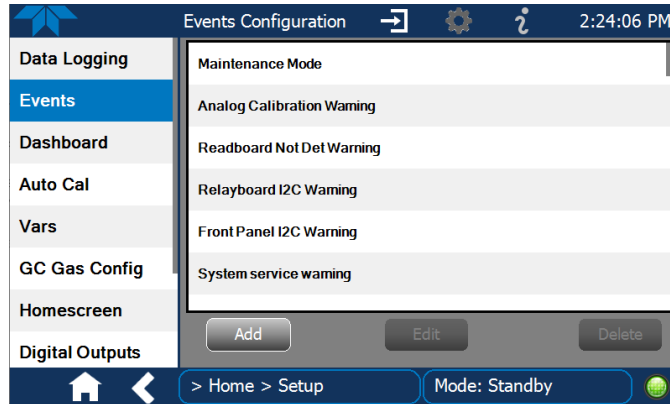 Events Configuration
2:24:06 PM
Data Logging
Events
Dashboard
Auto Cal
Vars
GC Gas Config
Homescreen
Digital Outputs
Maintenance Mode
Analog Calibration Warning
Readboard Not Det Warning
Relayboard I2C Warning
Front Panel I2C Warning
System service warning
Add
Edit
Delete
> Home > Setup
Mode: Standby